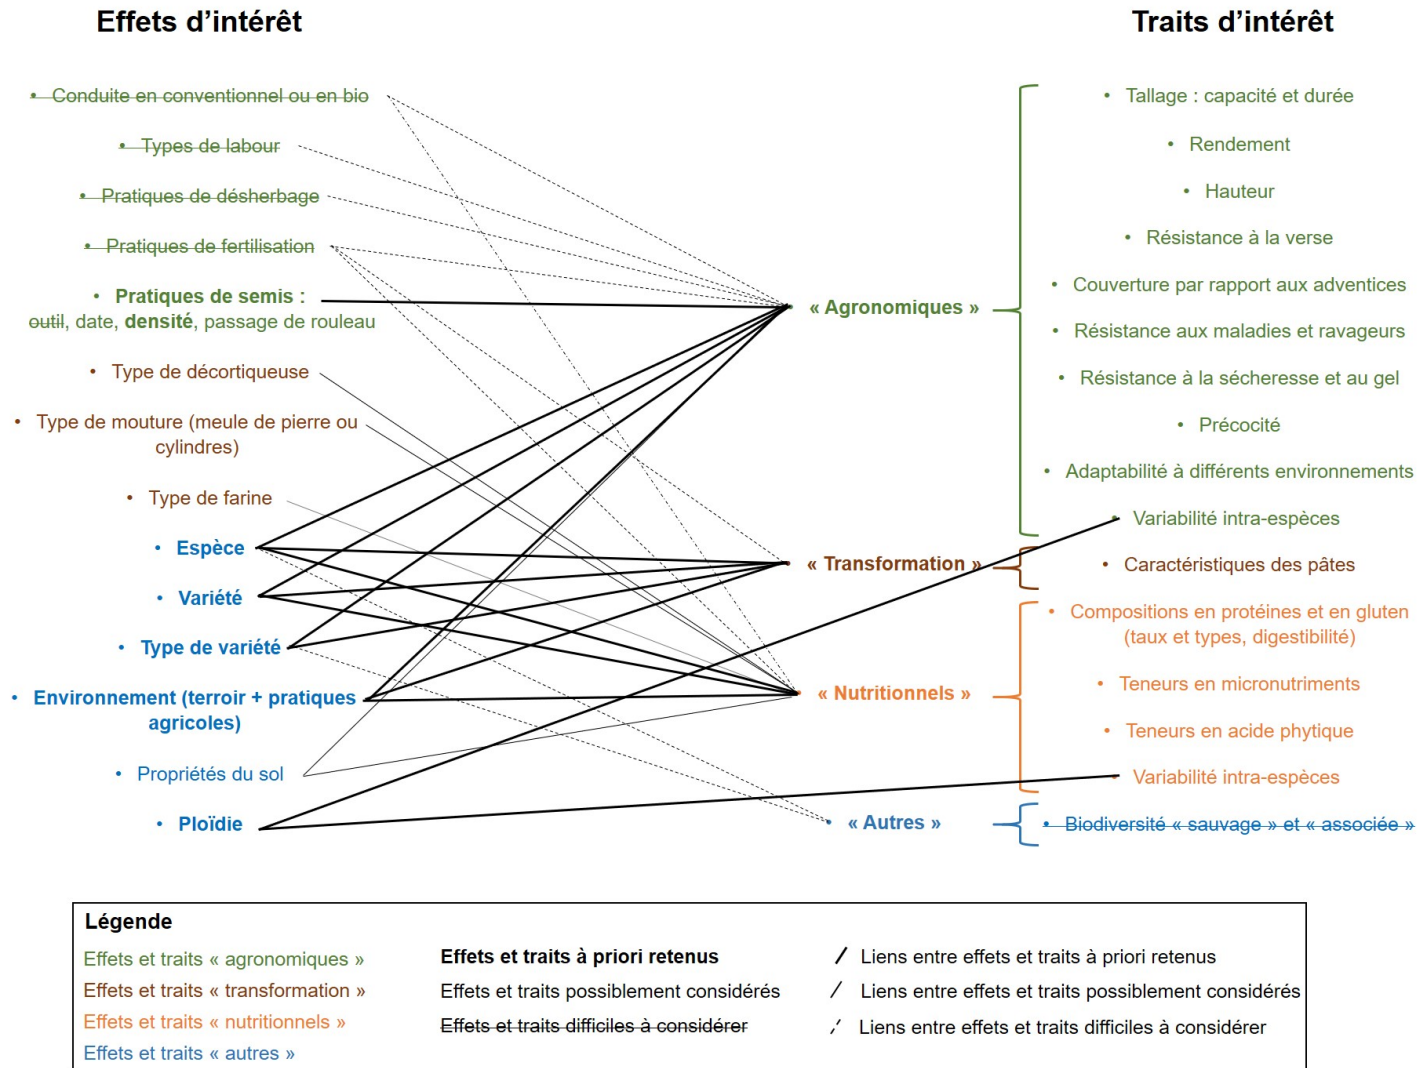 Effets d’intérêt
Traits d’intérêt
• Conduite en conventionnel ou en bio
• Types de labour
• Pratiques de désherbage
• Pratiques de fertilisation
• Pratiques de semis :
outil, date, densité, passage de rouleau
• Type de décortiqueuse
• Type de mouture (meule de pierre ou
cylindres)
• Type de farine
• Espèce
• Variété
• Type de variété
• Environnement (terroir + pratiques
agricoles)
• Propriétés du sol
• Ploïdie
« Agronomiques »
« Transformation »
« Nutritionnels »
« Autres »
• Tallage : capacité et durée
• Rendement
• Hauteur
• Résistance à la verse
• Couverture par rapport aux adventices
• Résistance aux maladies et ravageurs
• Résistance à la sécheresse et au gel
• Précocité
• Adaptabilité à différents environnements
• Variabilité intra-espèces
• Caractéristiques des pâtes
• Compositions en protéines et en gluten
(taux et types, digestibilité)
• Teneurs en micronutriments
• Teneurs en acide phytique
• Variabilité intra-espèces
• Biodiversité « sauvage » et « associée »
Légende
Effets et traits « agronomiques »
Effets et traits « transformation »
Effets et traits « nutritionnels »
Effets et traits « autres »
Effets et traits à priori retenus
Effets et traits possiblement considérés
Effets et traits difficiles à considérer
Liens entre effets et traits à priori retenus
Liens entre effets et traits possiblement considérés
Liens entre effets et traits difficiles à considérer